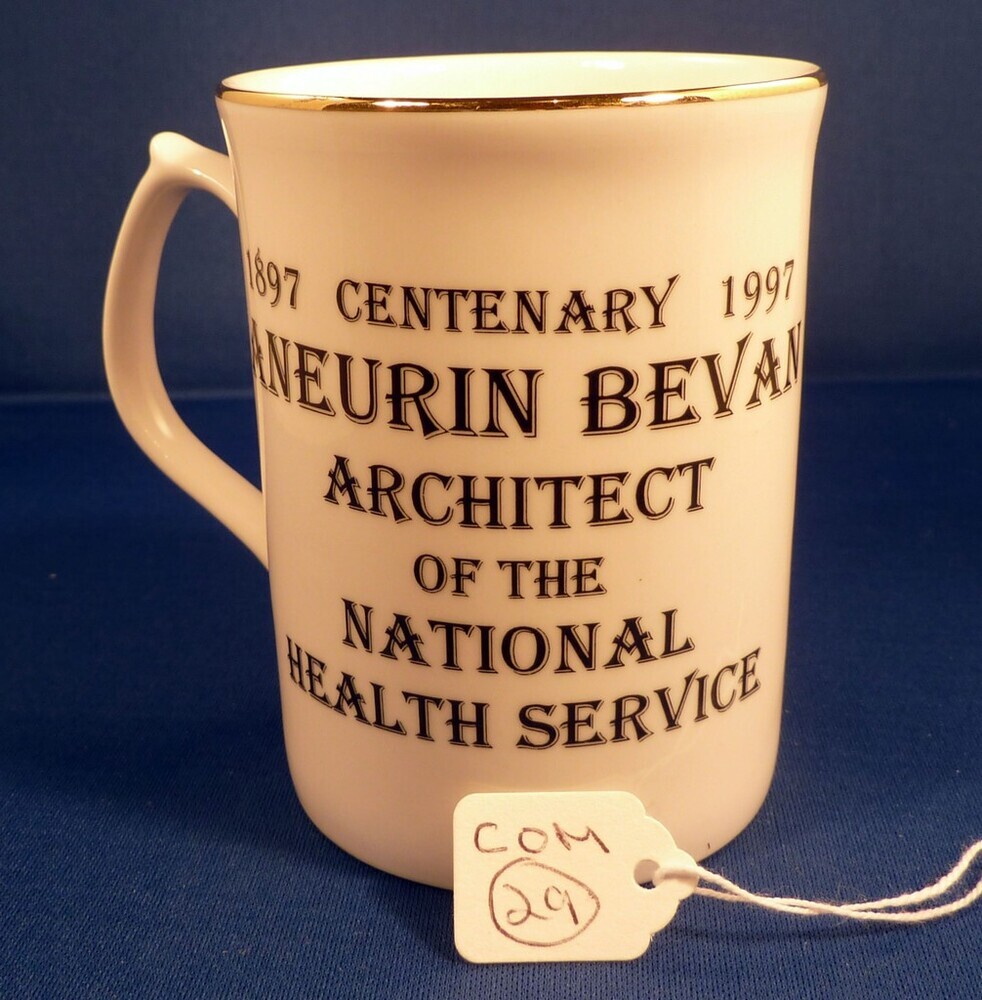 1897 CENTENARY 1997
ANEURIN BEVAN
ARCHITECT
OF THE
NATIONAL
HEALTH SERVICE
COM
29